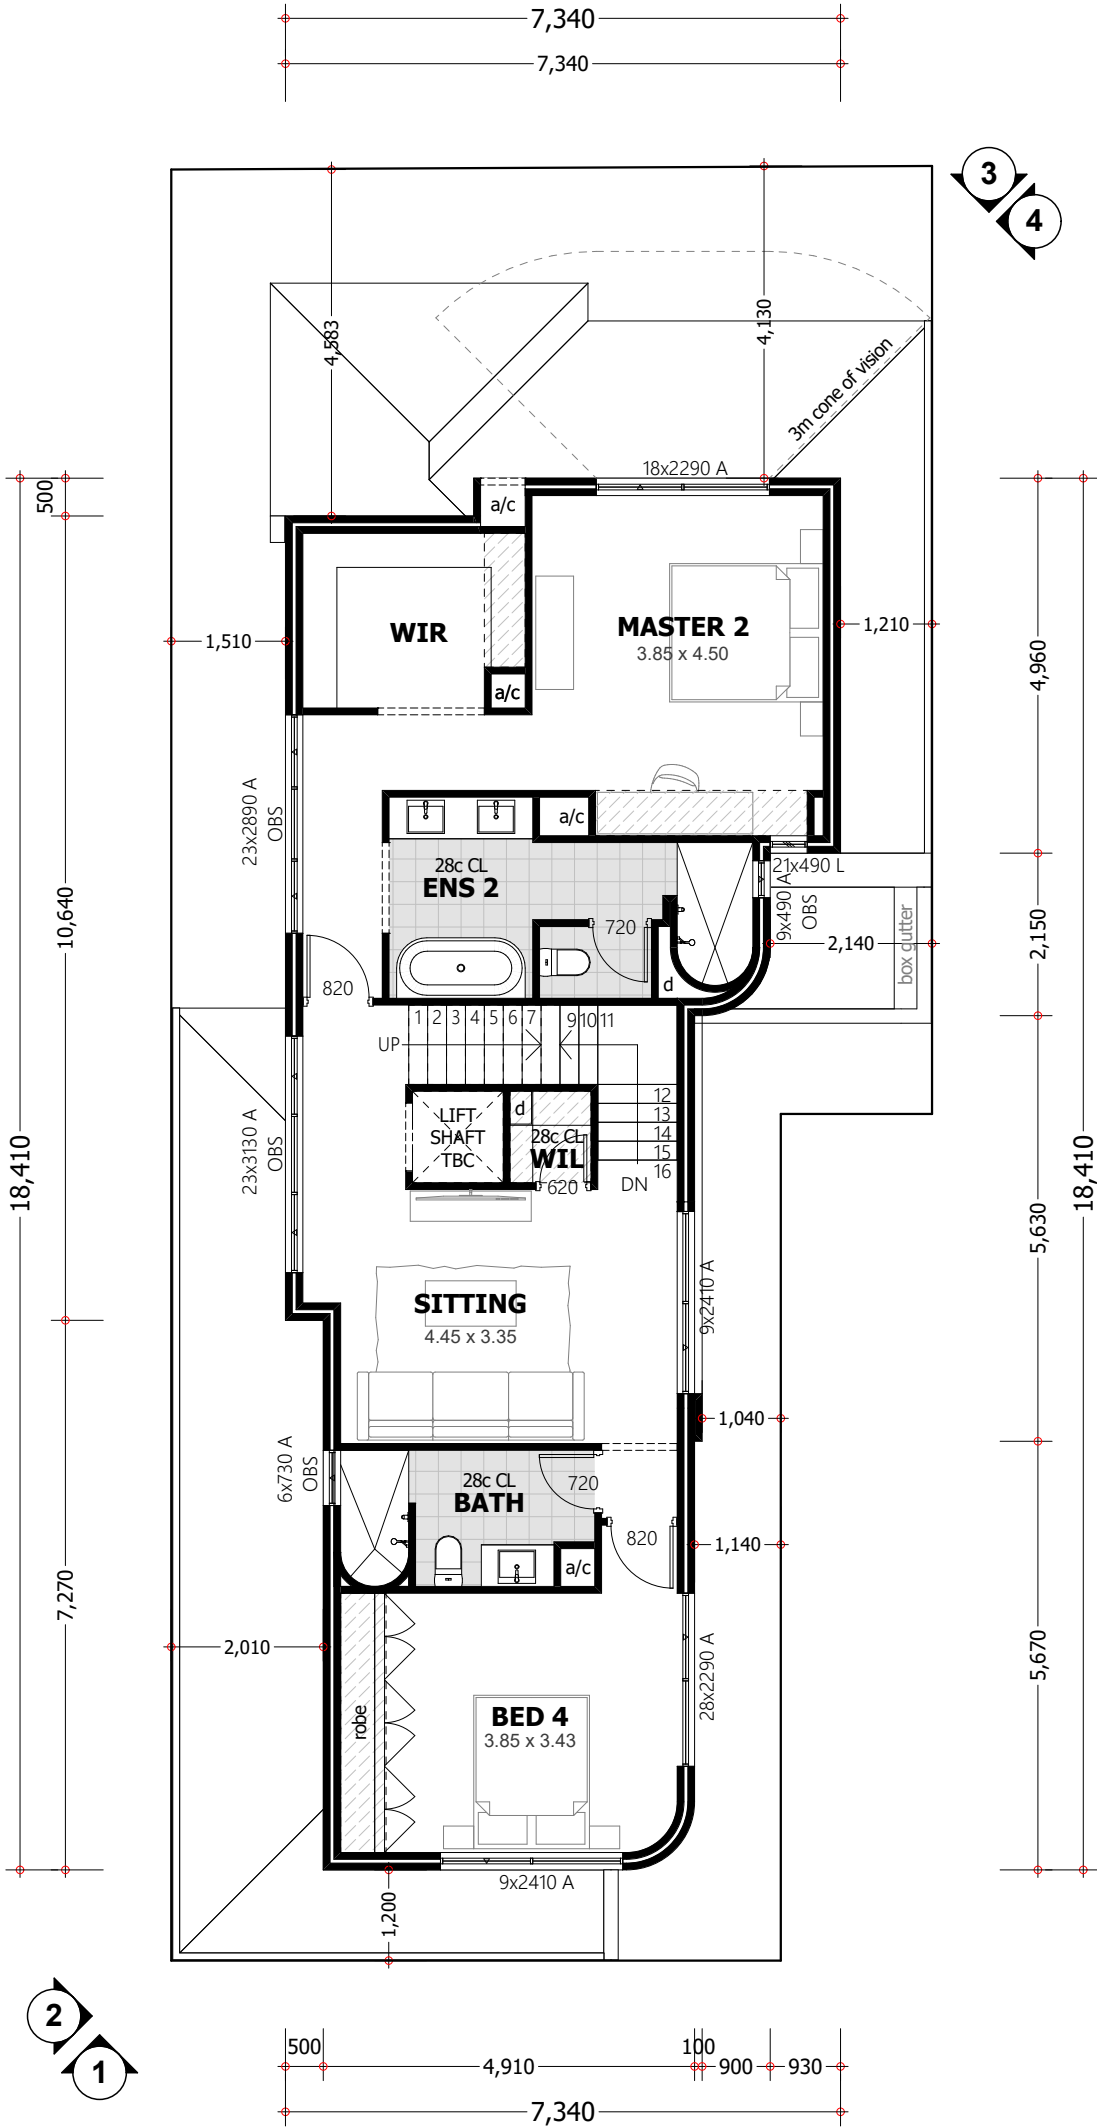 7,340
7,340
3
4
4,583
4,130
3m cone of vision
18x2290 A
500
a/c
WIR
MASTER 2
3.85 x 4.50
1,510
1,210
4,960
a/c
23x2890 A
OBS
a/c
28c CL
ENS 2
21x490 L
9x490 A
OBS
10,640
720
2,140
box gutter
2,150
820
d
1 2 3 4 5 6 7 9 10 11
UP
12
13
14
15
16
LIFT
SHAFT
TBC
d
28c CL
WIL
620
DN
23x3130 A
OBS
18,410
18,410
5,630
SITTING
4.45 x 3.35
9x2410 A
1,040
6x730 A
OBS
28c CL
BATH
720
820
1,140
a/c
7,270
2,010
robe
BED 4
3.85 x 3.43
28x2290 A
5,670
9x2410 A
1,200
2
1
500
4,910
100
900
930
7,340